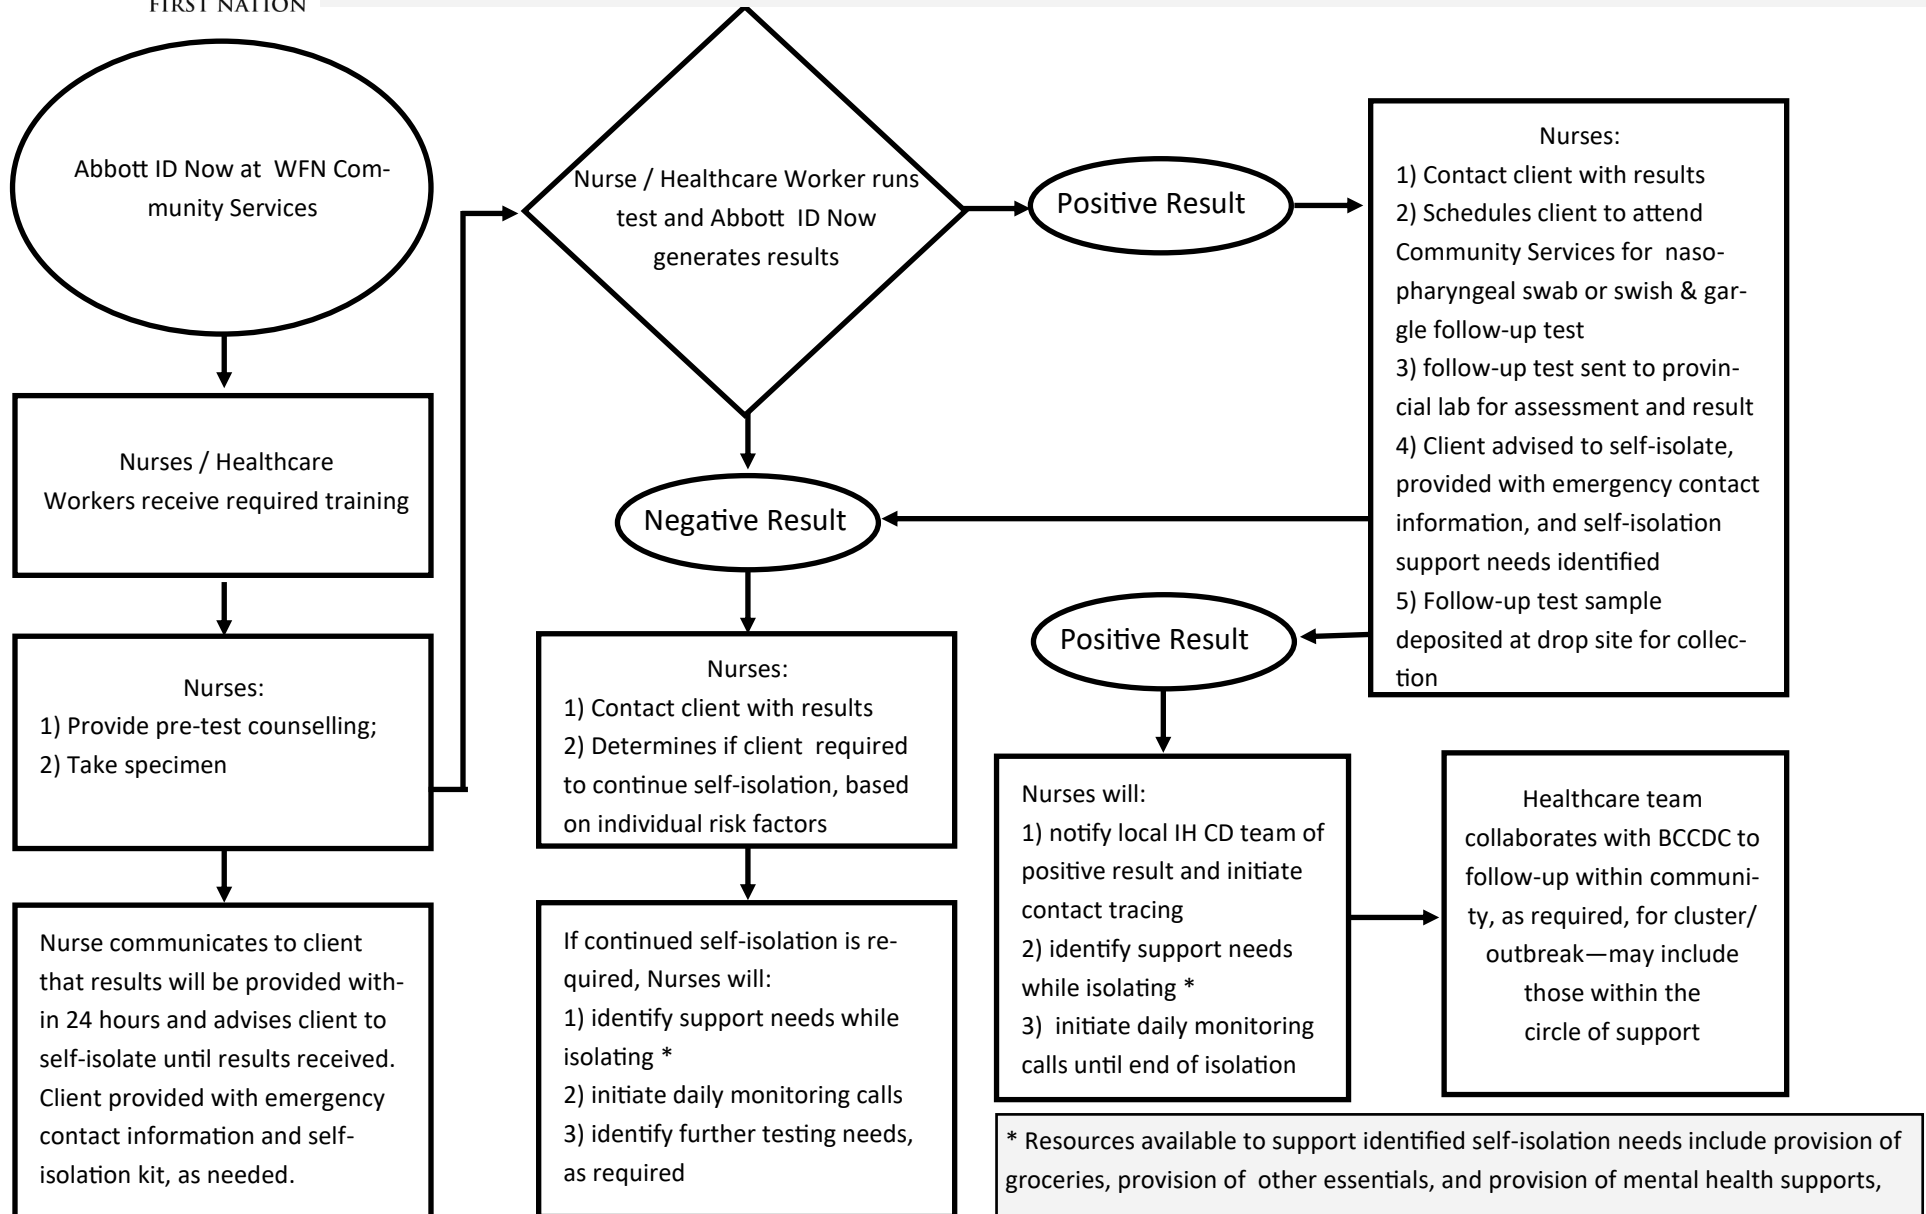 FIRST NATION
Abbott ID Now at WFN Com-
munity Services
Nurses / Healthcare
Workers receive required training
Nurses:
1) Provide pre-test counselling;
2) Take specimen
Nurse communicates to client
that results will be provided with-
in 24 hours and advises client to
self-isolate until results received.
Client provided with emergency
contact information and self-
isolation kit, as needed.
Nurse / Healthcare Worker runs
test and Abbott ID Now
generates results
Negative Result
Nurses:
1) Contact client with results
2) Determines if client required
to continue self-isolation, based
on individual risk factors
If continued self-isolation is re-
quired, Nurses will:
1) identify support needs while
isolating *
2) initiate daily monitoring calls
3) identify further testing needs,
as required
Positive Result
Nurses:
1) Contact client with results
2) Schedules client to attend
Community Services for naso-
pharyngeal swab or swish & gar-
gle follow-up test
3) follow-up test sent to provin-
cial lab for assessment and result
4) Client advised to self-isolate,
provided with emergency contact
information, and self-isolation
support needs identified
5) Follow-up test sample
deposited at drop site for collec-
tion
Positive Result
Nurses will:
1) notify local IH CD team of
positive result and initiate
contact tracing
2) identify support needs
while isolating *
3) initiate daily monitoring
calls until end of isolation
Healthcare team
collaborates with BCCDC to
follow-up within communi-
ty, as required, for cluster/
outbreak—may include
those within the
circle of support
* Resources available to support identified self-isolation needs include provision of
groceries, provision of other essentials, and provision of mental health supports,